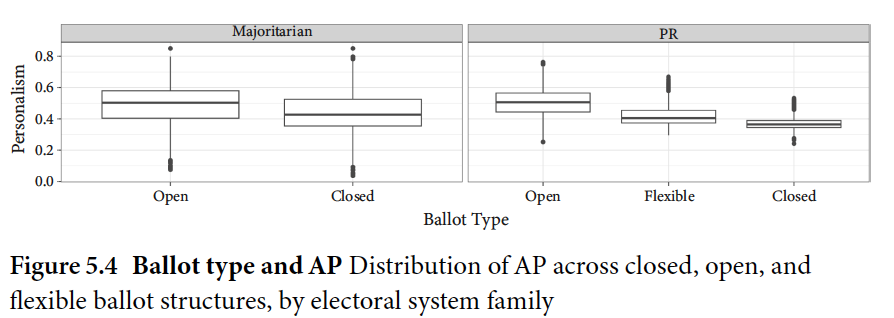 Majoritarian PR
Personalism
0.8
0.6
0.4
0.2
0.0
Open Closed Open Flexible Closed
Ballot Type
Figure 5.4 Ballot type and AP Distribution of AP across closed, open, and
flexible ballot structures, by electoral system family